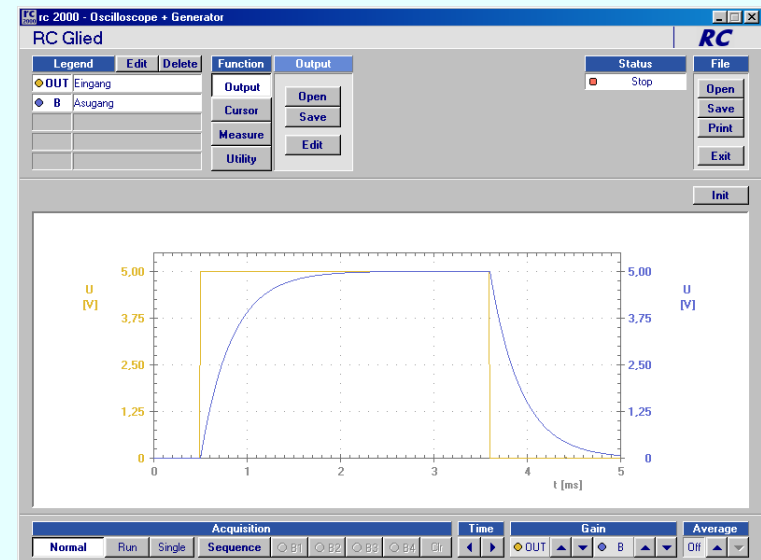 rc 2000 rc 2000 - Oscilloscope + Generator
RC Glied RC
Legend Edit Delete Function Output Status File
OUT Eingang Output Stop
B Asugang
Open Save Edit
Cursor
Measure
Utility
Open
Save
Print
Exit
Init
U [V]
5,00
3,75
2,50
1,25
0
5,00
3,75
2,50
1,25
0
U [V]
0 1 2 3 4 5
t [ms]
Acquisition Time Gain Average
Normal Run Single Sequence B1 B2 B3 B4 Clr OUT B Off